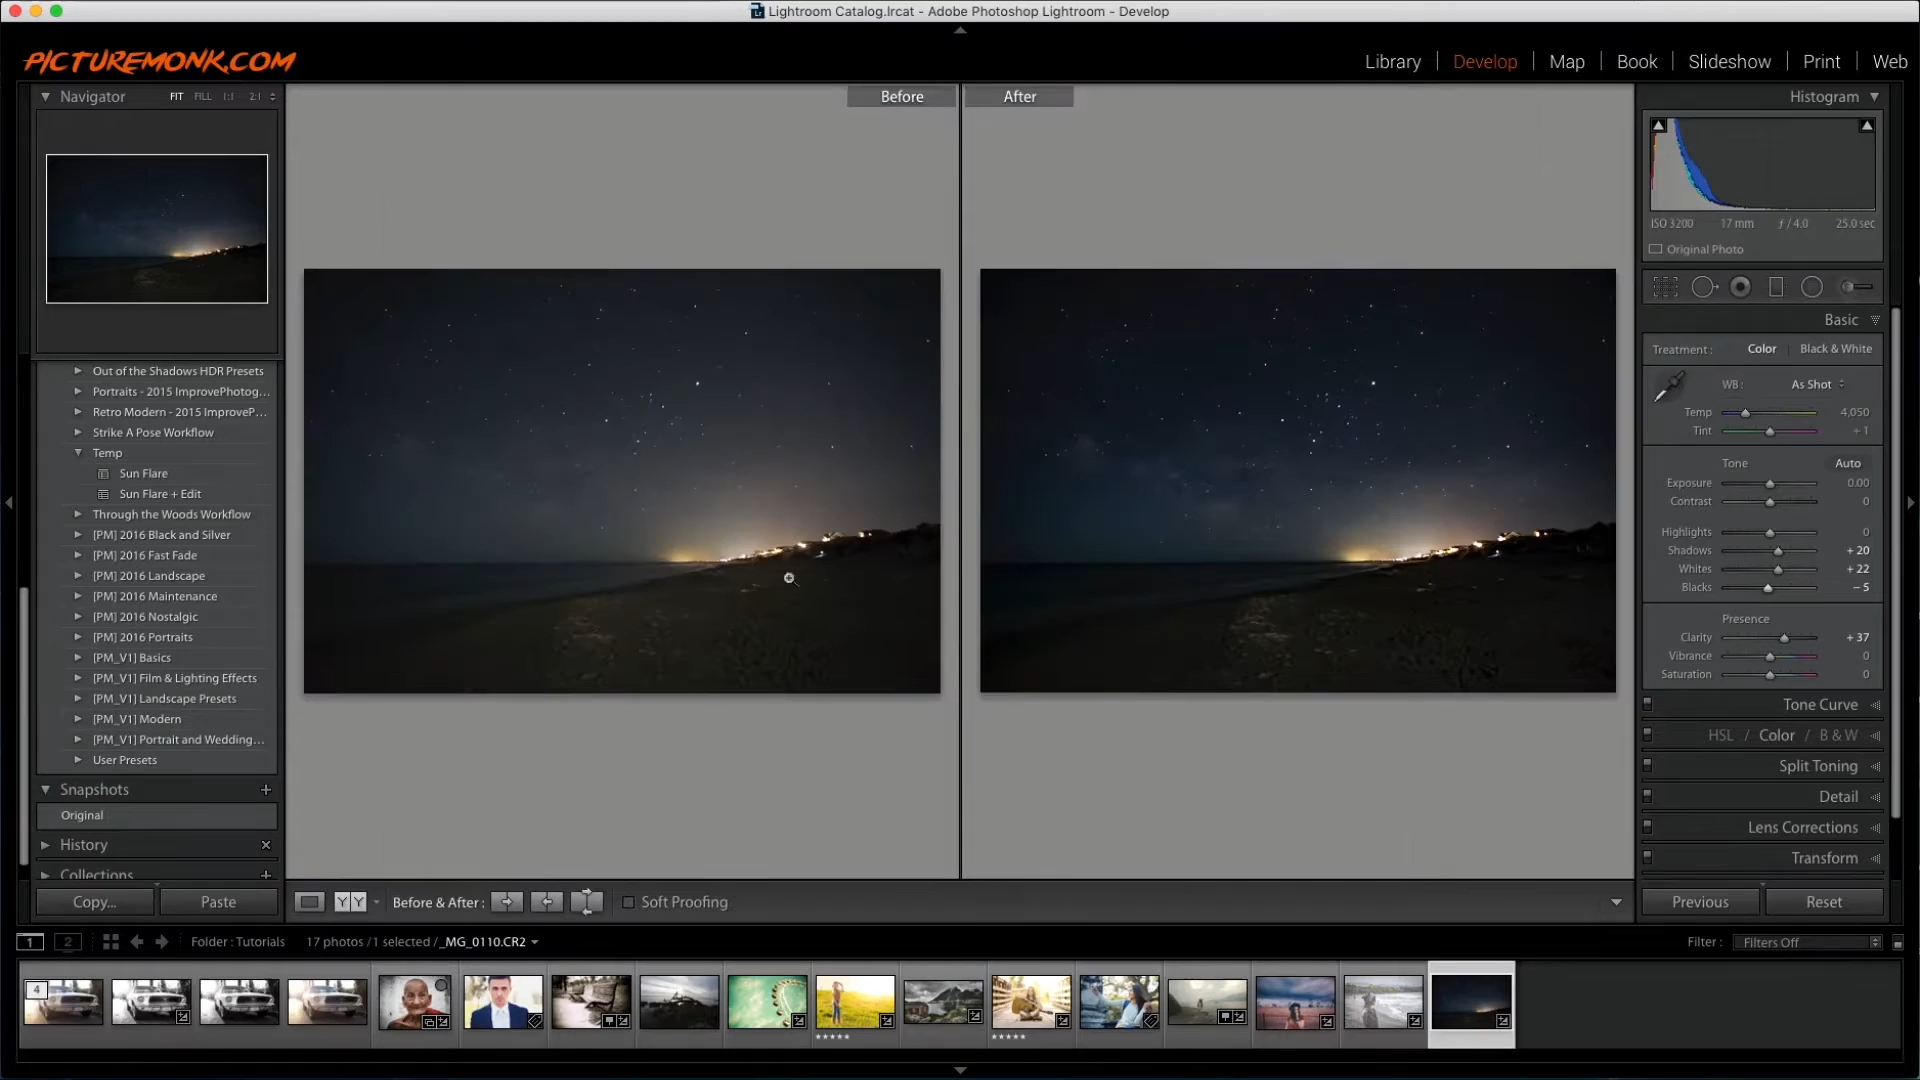 Lightroom Catalog.lrcat - Adobe Photoshop Lightroom - Develop
PICTUREMONK.COM
Library | Develop | Map | Book | Slideshow | Print | Web
Navigator FIT FILL 1:1 2:1
Before
After
Histogram
ISO 3200 17 mm ƒ / 4.0 25.0 sec
Original Photo
Basic
Treatment : Color | Black & White
WB : As Shot
Temp 4,050
Tint + 1
Tone Auto
Exposure 0.00
Contrast 0
Highlights 0
Shadows + 20
Whites + 22
Blacks – 5
Presence
Clarity + 37
Vibrance 0
Saturation 0
Tone Curve
HSL / Color / B & W
Split Toning
Detail
Lens Corrections
Transform
Previous
Reset
Out of the Shadows HDR Presets
Portraits - 2015 ImprovePhotog...
Retro Modern - 2015 ImproveP...
Strike A Pose Workflow
Temp
Sun Flare
Sun Flare + Edit
Through the Woods Workflow
[PM] 2016 Black and Silver
[PM] 2016 Fast Fade
[PM] 2016 Landscape
[PM] 2016 Maintenance
[PM] 2016 Nostalgic
[PM] 2016 Portraits
[PM_V1] Basics
[PM_V1] Film & Lighting Effects
[PM_V1] Landscape Presets
[PM_V1] Modern
[PM_V1] Portrait and Wedding...
User Presets
Snapshots +
Original
History ×
Collections +
Copy...
Paste
YY Before & After : Soft Proofing
1 2 Folder : Tutorials 17 photos / 1 selected / _MG_0110.CR2
Filter : Filters Off
4